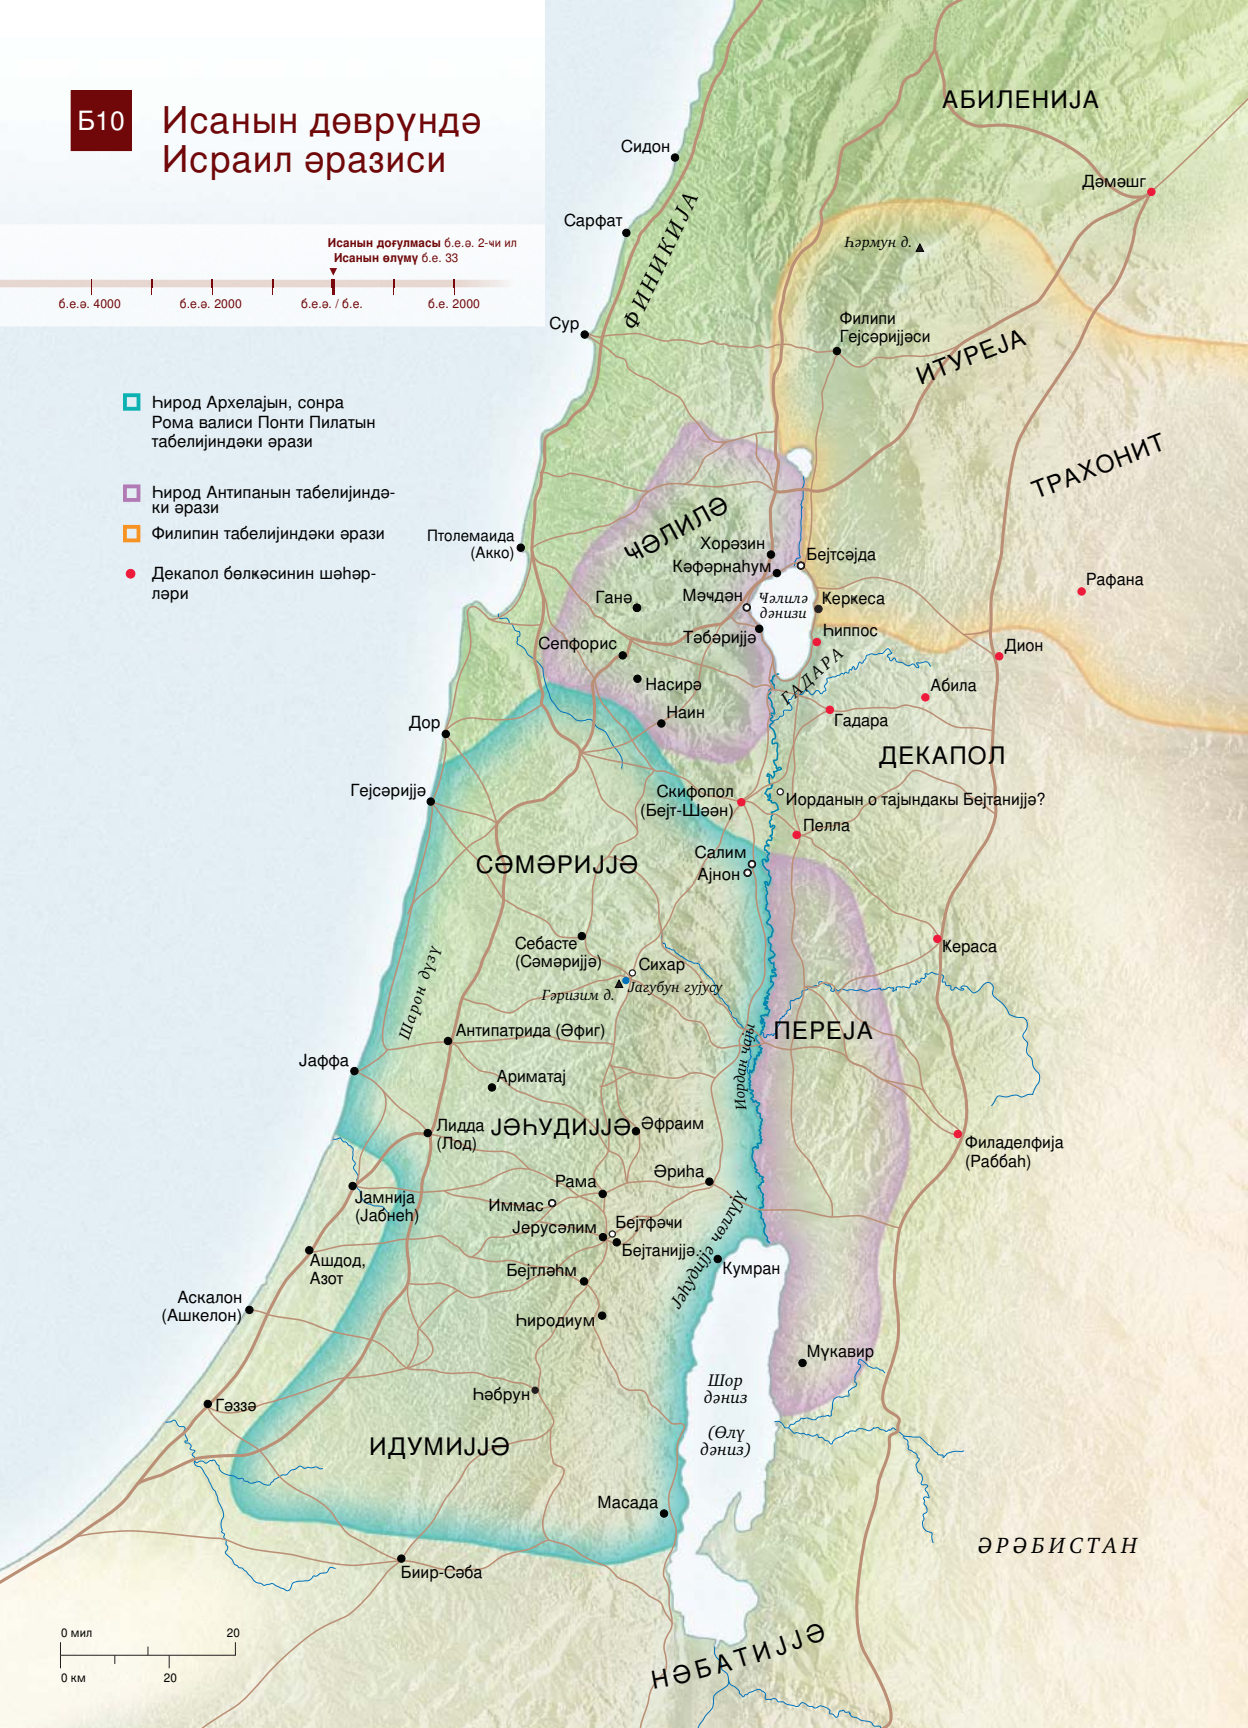 Б10
Исанын дөврүндә
Исраил әразиси
Исанын доғулмасы б.е.ә. 2-чи ил
Исанын өлүмү б.е. 33
б.е.ә. 4000
б.е.ә. 2000
б.е.ә. / б.е.
б.е. 2000
Һирод Архелајын, сонра
Рома валиси Понти Пилатын
табелијиндәки әрази
Һирод Антипанын табелијиндә-
ки әрази
Филипин табелијиндәки әрази
Декапол бөлҝәсинин шәһәр-
ләри
АБИЛЕНИЈА
Сидон
Дәмәшг
Сарфат
ФИНИКИЈА
Һәрмун д.
Сур
Филипи
Гејсәријјәси
ИТУРЕЈА
ТРАХОНИТ
ҸӘЛИЛӘ
Птолемаида
(Акко)
Хорәзин
Кәфәрнаһум
Бејтсәјда
Рафана
Ганә
Мәҹдән
Ҹәлилә
дәнизи
Ҝерҝеса
Һиппос
Тәбәријјә
Сепфорис
ГАДАРА
Дион
Насирә
Абила
Наин
Гадара
Дор
ДЕКАПОЛ
Гејсәријјә
Скифопол
(Бејт-Шәән)
Иорданын о тајындакы Бејтанијјә?
Пелла
СӘМӘРИЈЈӘ
Салим
Ајнон
Себасте
(Сәмәријјә)
Ҝераса
Сихар
Јагубун гујусу
Гәризим д.
Шарон дүзү
Антипатрида (Әфиг)
ПЕРЕЈА
Иордан чајы
Јаффа
Ариматај
Лидда
(Лод)
ЈӘҺУДИЈЈӘ
Әфраим
Филаделфија
(Раббаһ)
Әриһа
Рама
Јамнија
(Јабнеһ)
Иммас
Јерусәлим
Бејтфәҹи
Бејтанијјә
Јәһудијјә чөллүјү
Ашдод,
Азот
Бејтләһм
Кумран
Аскалон
(Ашкелон)
Һиродиум
Мүкавир
Шор
дәниз
(Өлү
дәниз)
Һәбрун
Гәззә
ИДУМИЈЈӘ
Масада
ӘРӘБИСТАН
Биир-Сәба
НӘБАТИЈЈӘ
0 мил
20
0 км
20